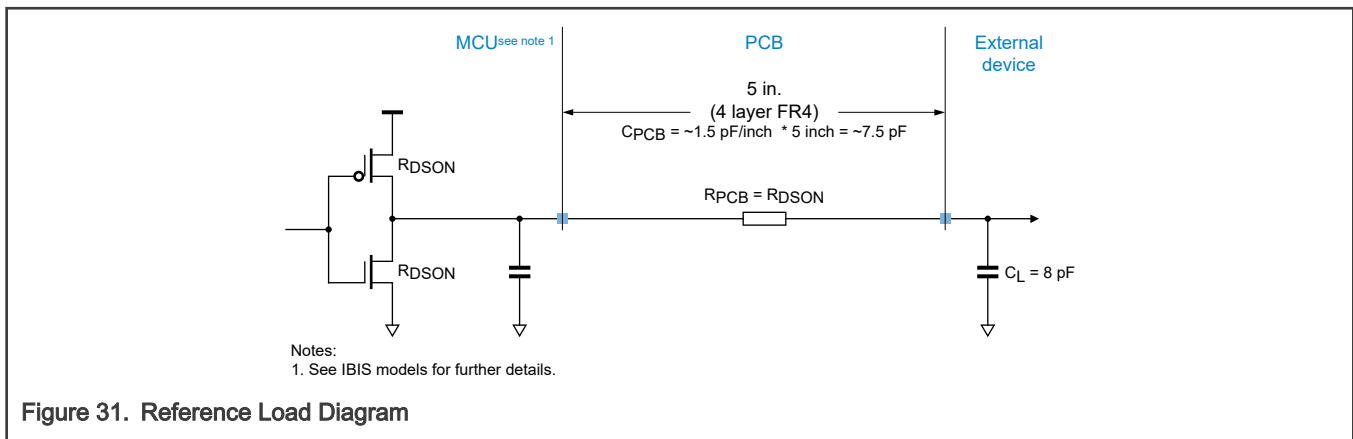 MCUsee note 1
PCB
External
device
5 in.
(4 layer FR4)
CPCB = ~1.5 pF/inch * 5 inch = ~7.5 pF
RDSON
RPCB = RDSON
RDSON
CL = 8 pF
Notes:
1. See IBIS models for further details.
Figure 31. Reference Load Diagram